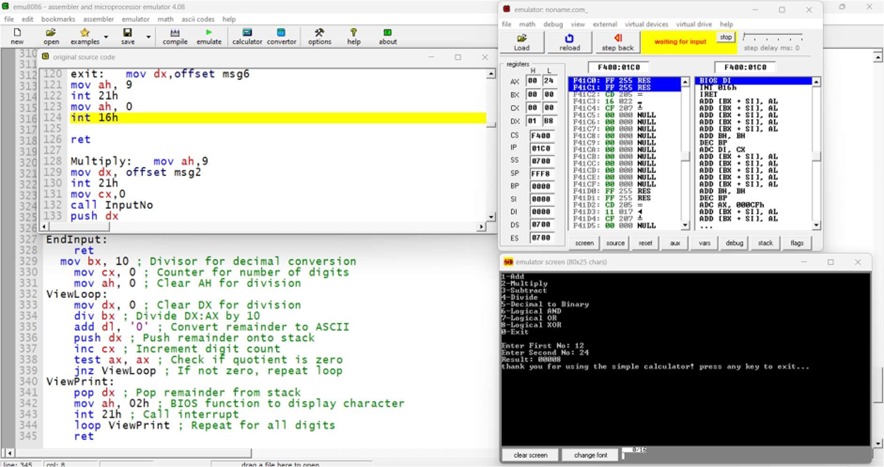 emu8086 - assembler and microprocessor emulator 4.08
file edit bookmarks assembler emulator math ascii codes help
new open examples save compile emulate calculator convertor options help about
original source code
120 exit: mov dx,offset msg6
121 mov ah, 9
122 int 21h
123 mov ah, 0
124 int 16h
126 ret
128 Multiply: mov ah,9
129 mov dx, offset msg2
130 int 21h
131 mov cx,0
132 call InputNo
133 push dx
327 EndInput:
328 ret
329 mov bx, 10 ; Divisor for decimal conversion
330 mov cx, 0 ; Counter for number of digits
331 mov ah, 0 ; Clear AH for division
332 ViewLoop:
333 mov dx, 0 ; Clear DX for division
334 div bx ; Divide DX:AX by 10
335 add dl, '0' ; Convert remainder to ASCII
336 push dx ; Push remainder onto stack
337 inc cx ; Increment digit count
338 test ax, ax ; Check if quotient is zero
339 jnz ViewLoop ; If not zero, repeat loop
340 ViewPrint:
341 pop dx ; Pop remainder from stack
342 mov ah, 02h ; BIOS function to display character
343 int 21h ; Call interrupt
344 loop ViewPrint ; Repeat for all digits
345 ret
line: 345 col: 8 drag a file here to open
emulator: noname.com_
file math debug view external virtual devices virtual drive help
Load reload step back waiting for input stop step delay ms: 0
registers F400:01C0 F400:01C0
H L
AX 00 24
BX 00 00
CX 00 00
DX 01 B8
CS F400
IP 01C0
SS 0700
SP FFF8
BP 0000
SI 0000
DI 0000
DS 0700
ES 0700
F41C0: FF 255 RES
F41C1: FF 255 RES
F41C2: CD 205 =
F41C3: 16 022
F41C4: CF 207
F41C5: 00 000 NULL
F41C6: 00 000 NULL
F41C7: 00 000 NULL
F41C8: 00 000 NULL
F41C9: 00 000 NULL
F41CA: 00 000 NULL
F41CB: 00 000 NULL
F41CC: 00 000 NULL
F41CD: 00 000 NULL
F41CE: 00 000 NULL
F41CF: 00 000 NULL
F41D0: FF 255 RES
F41D1: FF 255 RES
F41D2: CD 205 =
F41D3: 11 017
F41D4: CF 207
F41D5: 00 000 NULL
BIOS DI
INT 016h
IRET
ADD [BX + SI], AL
ADD [BX + SI], AL
ADD [BX + SI], AL
ADD [BX + SI], AL
ADD [BX + SI], AL
ADD BH, BH
DEC BP
ADC DI, CX
ADD [BX + SI], AL
ADD [BX + SI], AL
ADD [BX + SI], AL
ADD [BX + SI], AL
ADD [BX + SI], AL
ADD BH, BH
DEC BP
ADC AX, 000CFh
ADD [BX + SI], AL
ADD [BX + SI], AL
...
screen source reset aux vars debug stack flags
emulator screen (80x25 chars)
1-Add
2-Multiply
3-Subtract
4-Divide
5-Decimal to Binary
6-Logical AND
7-Logical OR
8-Logical XOR
0-Exit
Enter First No: 12
Enter Second No: 24
Result: 00008
thank you for using the simple calculator! press any key to exit...
clear screen change font 0/16